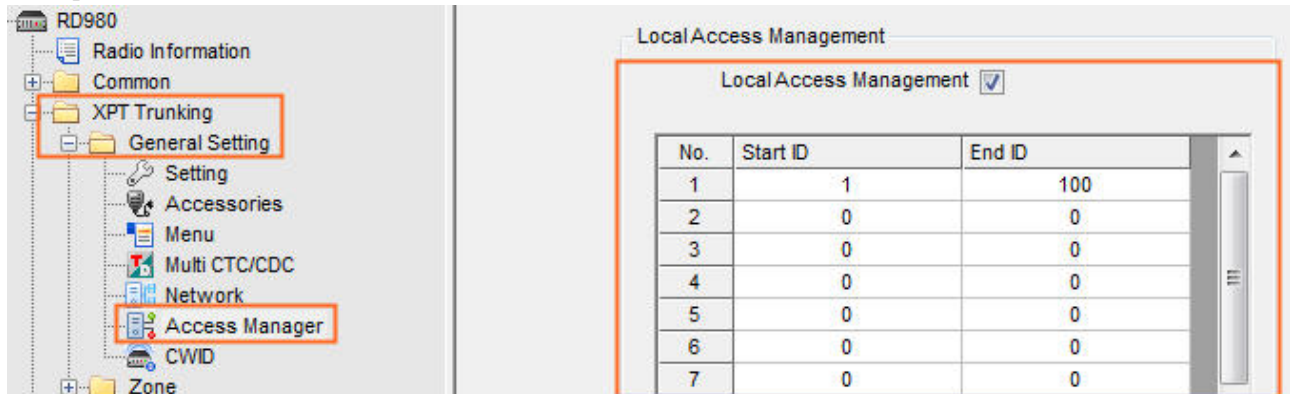 RD980
Radio Information
Common
XPT Trunking
General Setting
Setting
Accessories
Menu
Multi CTC/CDC
Network
Access Manager
CWID
Zone
Local Access Management
Local Access Management
No. Start ID End ID
1 1 100
2 0 0
3 0 0
4 0 0
5 0 0
6 0 0
7 0 0